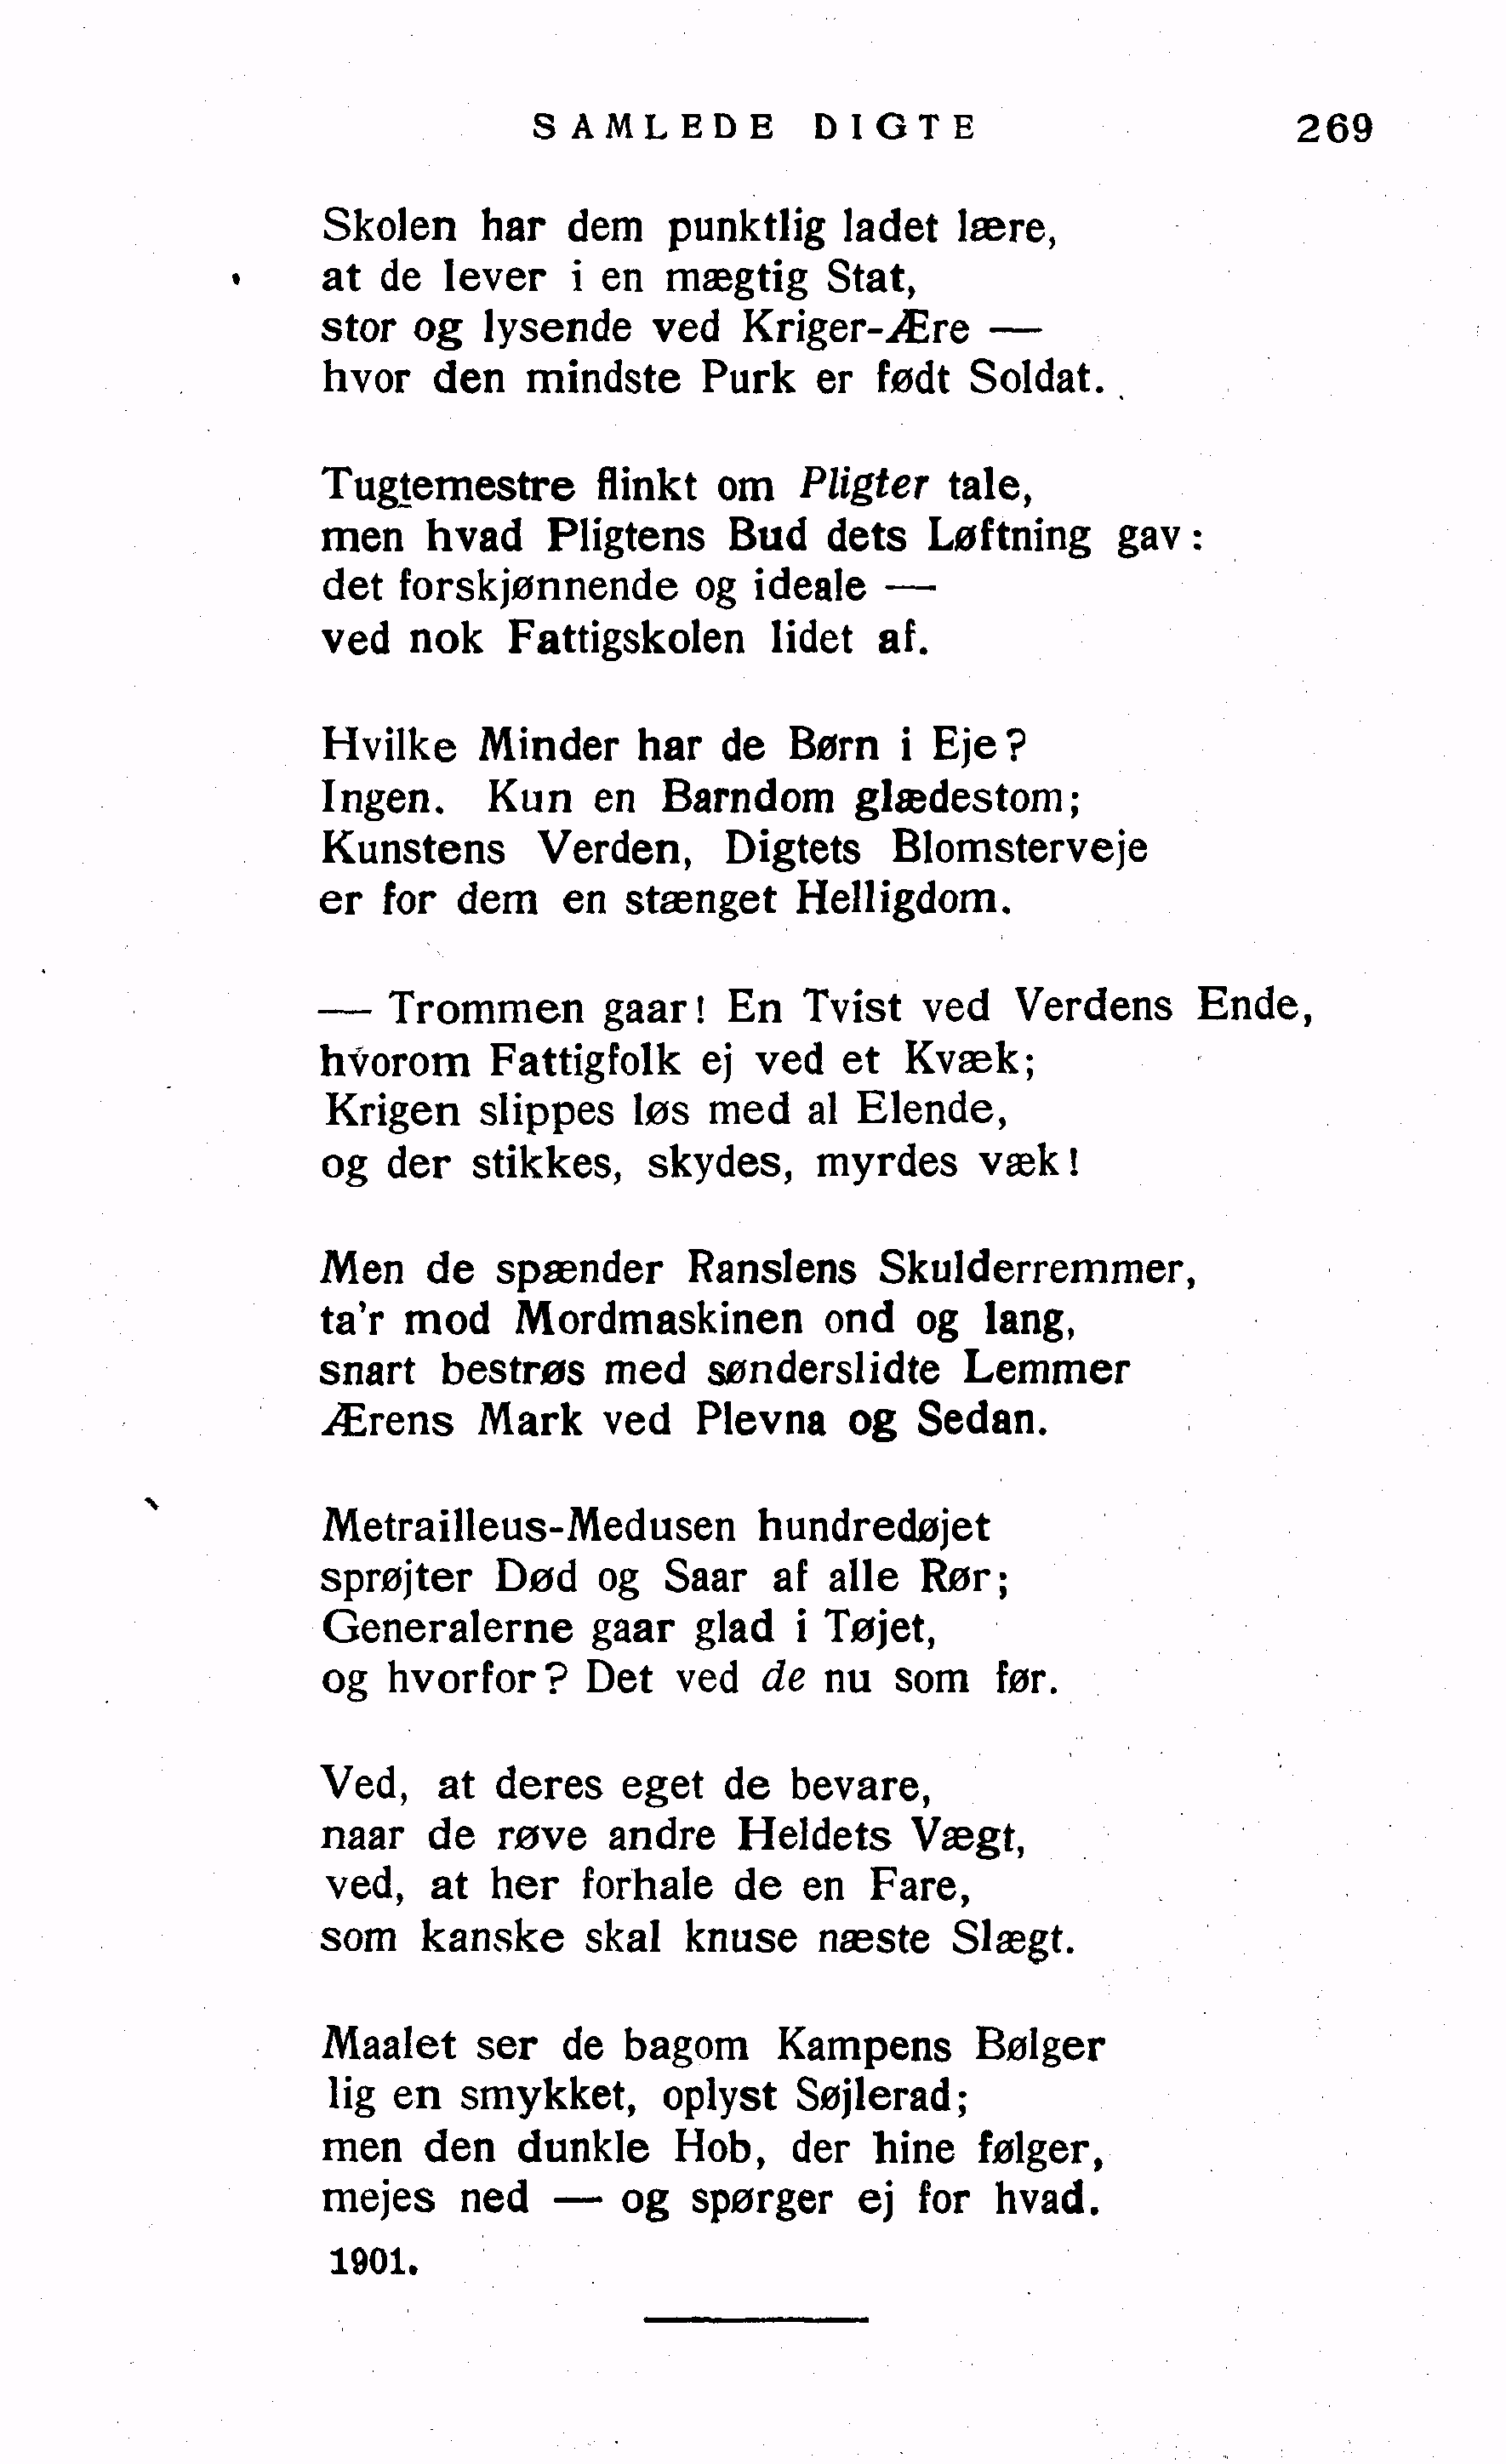 SAMLEDE DIGTE 269
Skolen har dem punktlig ladet lære,
at de lever i en mægtig Stat,
stor og lysende ved Kriger-Ære —
hvor den mindste Purk er født Soldat.
Tugtemestre flinkt om Pligter tale,
men hvad Pligtens Bud dets Løftning gav:
det forskjønnende og ideale —
ved nok Fattigskolen lidet af.
Hvilke Minder har de Børn i Eje?
Ingen. Kun en Barndom glædestom;
Kunstens Verden, Digtets Blomsterveje
er for dem en stænget Helligdom.
— Trommen gaar! En Tvist ved Verdens Ende,
hvorom Fattigfolk ej ved et Kvæk;
Krigen slippes løs med al Elende,
og der stikkes, skydes, myrdes væk!
Men de spænder Ranslens Skulderremmer,
ta'r mod Mordmaskinen ond og lang,
snart bestrøs med sønderslidte Lemmer
Ærens Mark ved Plevna og Sedan.
Metrailleus-Medusen hundredøjet
sprøjter Død og Saar af alle Rør;
Generalerne gaar glad i Tøjet,
og hvorfor? Det ved de nu som før.
Ved, at deres eget de bevare,
naar de røve andre Heldets Vægt,
ved, at her forhale de en Fare,
som kanske skal knuse næste Slægt.
Maalet ser de bagom Kampens Bølger
lig en smykket, oplyst Søjlerad;
men den dunkle Hob, der hine følger,
mejes ned — og spørger ej for hvad.
1901.